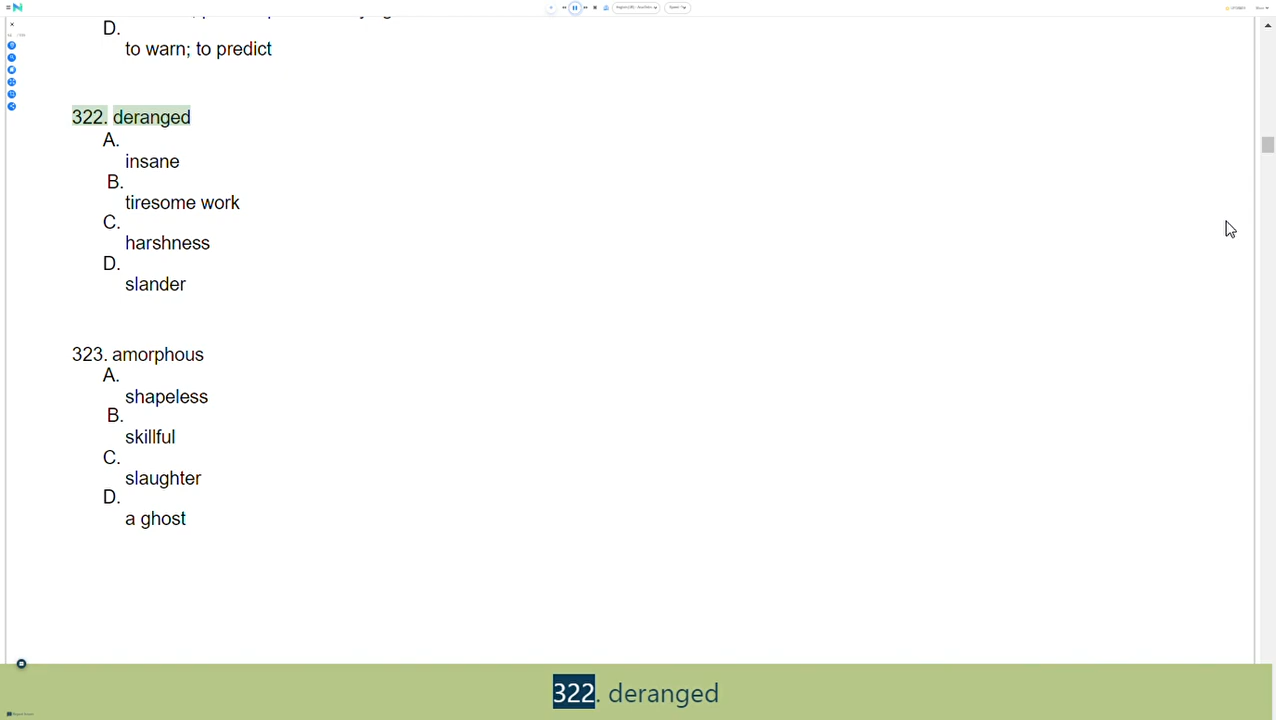 D.
to warn; to predict
322. deranged
A.
insane
B.
tiresome work
C.
harshness
D.
slander
323. amorphous
A.
shapeless
B.
skillful
C.
slaughter
D.
a ghost
322. deranged